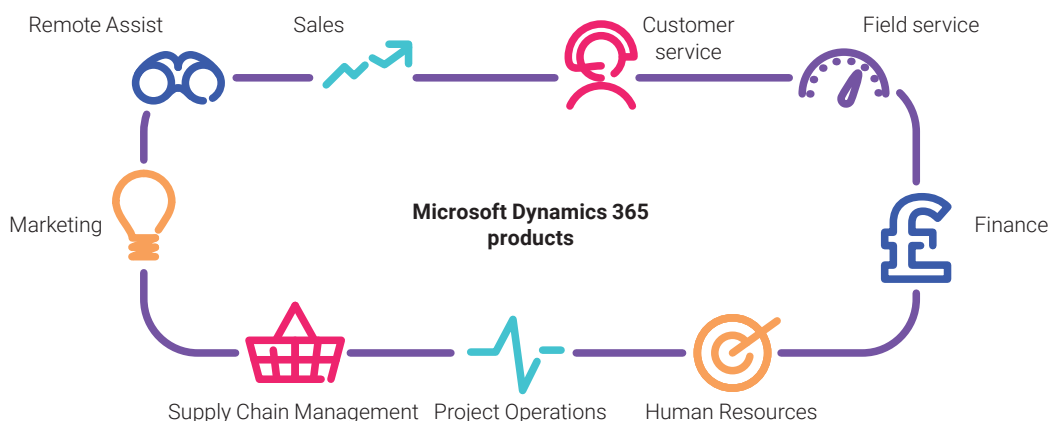 Remote Assist
Sales
Customer
service
Field service
Marketing
Microsoft Dynamics 365
products
Finance
Supply Chain Management
Project Operations
Human Resources